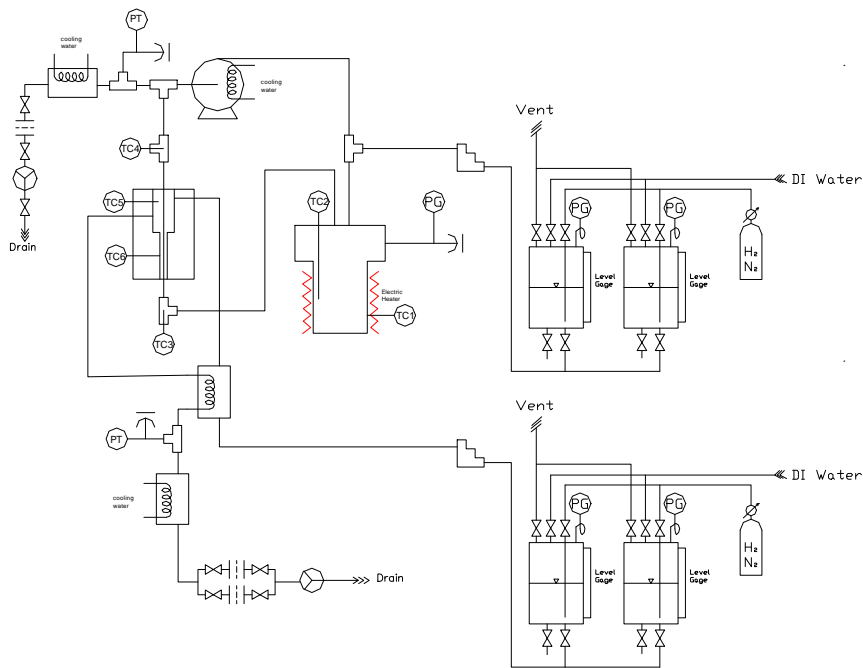 PT
cooling
water
cooling
water
TC4
Vent
DI Water
TC5
TC2
PG
PG
PG
Drain
TC6
H₂
N₂
Level
Gage
Level
Gage
Electric
Heater
TC1
TC3
Vent
PT
DI Water
PG
PG
cooling
water
H₂
N₂
Level
Gage
Level
Gage
Drain